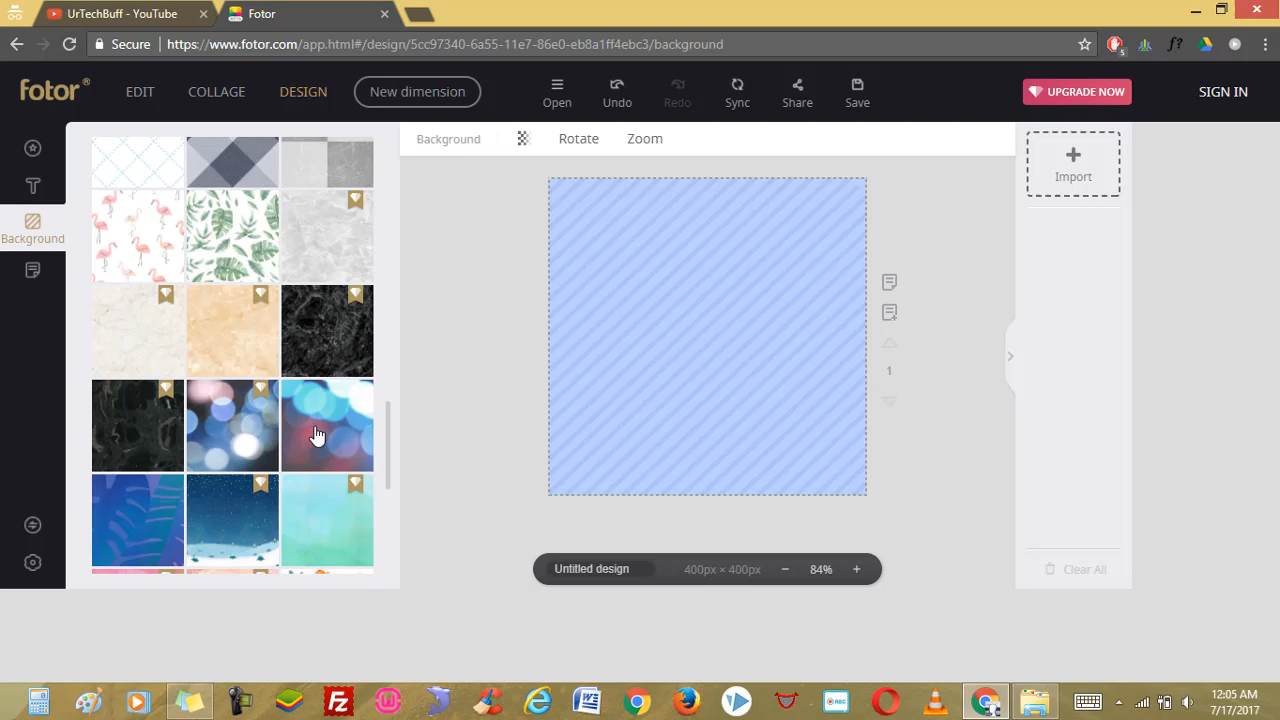 UrTechBuff - YouTube
Fotor
Secure
https://www.fotor.com/app.html#/design/5cc97340-6a55-11e7-86e0-eb8a1ff4ebc3/background
5
f?
fotor®
EDIT
COLLAGE
DESIGN
New dimension
Open
Undo
Redo
Sync
Share
Save
UPGRADE NOW
SIGN IN
Background
Rotate
Zoom
Import
T
Background
1
Untitled design
400px × 400px
84%
Clear All
REC
12:05 AM
7/17/2017